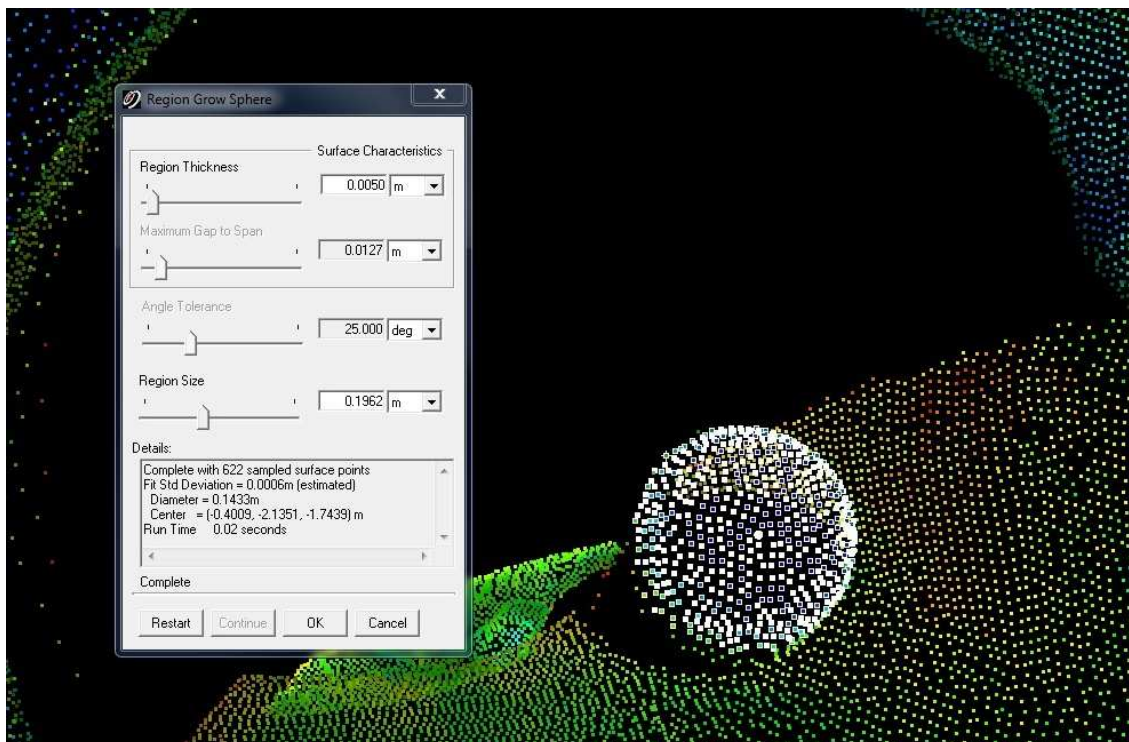 Region Grow Sphere
x
Surface Characteristics
Region Thickness
0.0050 m
Maximum Gap to Span
0.0127 m
Angle Tolerance
25.000 deg
Region Size
0.1962 m
Details:
Complete with 622 sampled surface points
Fit Std Deviation = 0.0006m (estimated)
Diameter = 0.1433m
Center = (-0.4009, -2.1351, -1.7439) m
Run Time 0.02 seconds
Complete
Restart Continue OK Cancel